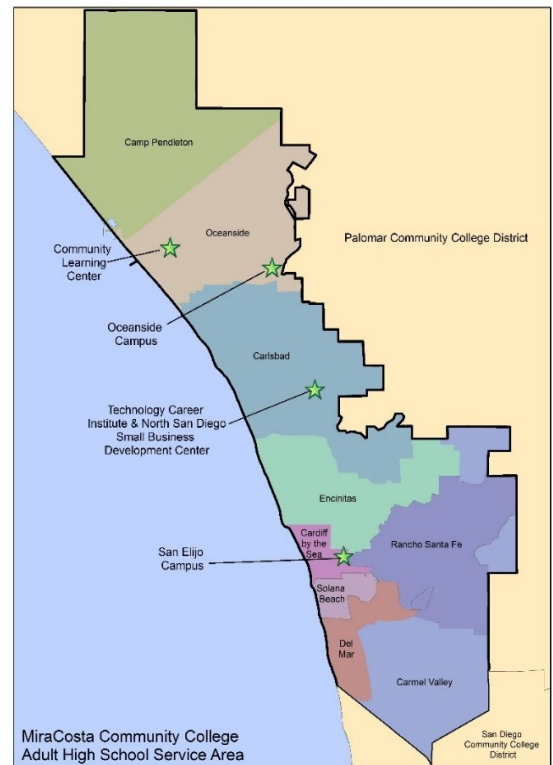 Camp Pendleton
Oceanside
Palomar Community College District
Community
Learning
Center
Oceanside
Campus
Carlsbad
Technology Career
Institute & North San Diego
Small Business
Development Center
Encinitas
Cardiff
by the
Sea
Rancho Santa Fe
San Elijo
Campus
Solana
Beach
Del
Mar
Carmel Valley
MiraCosta Community College
Adult High School Service Area
San Diego
Community College
District